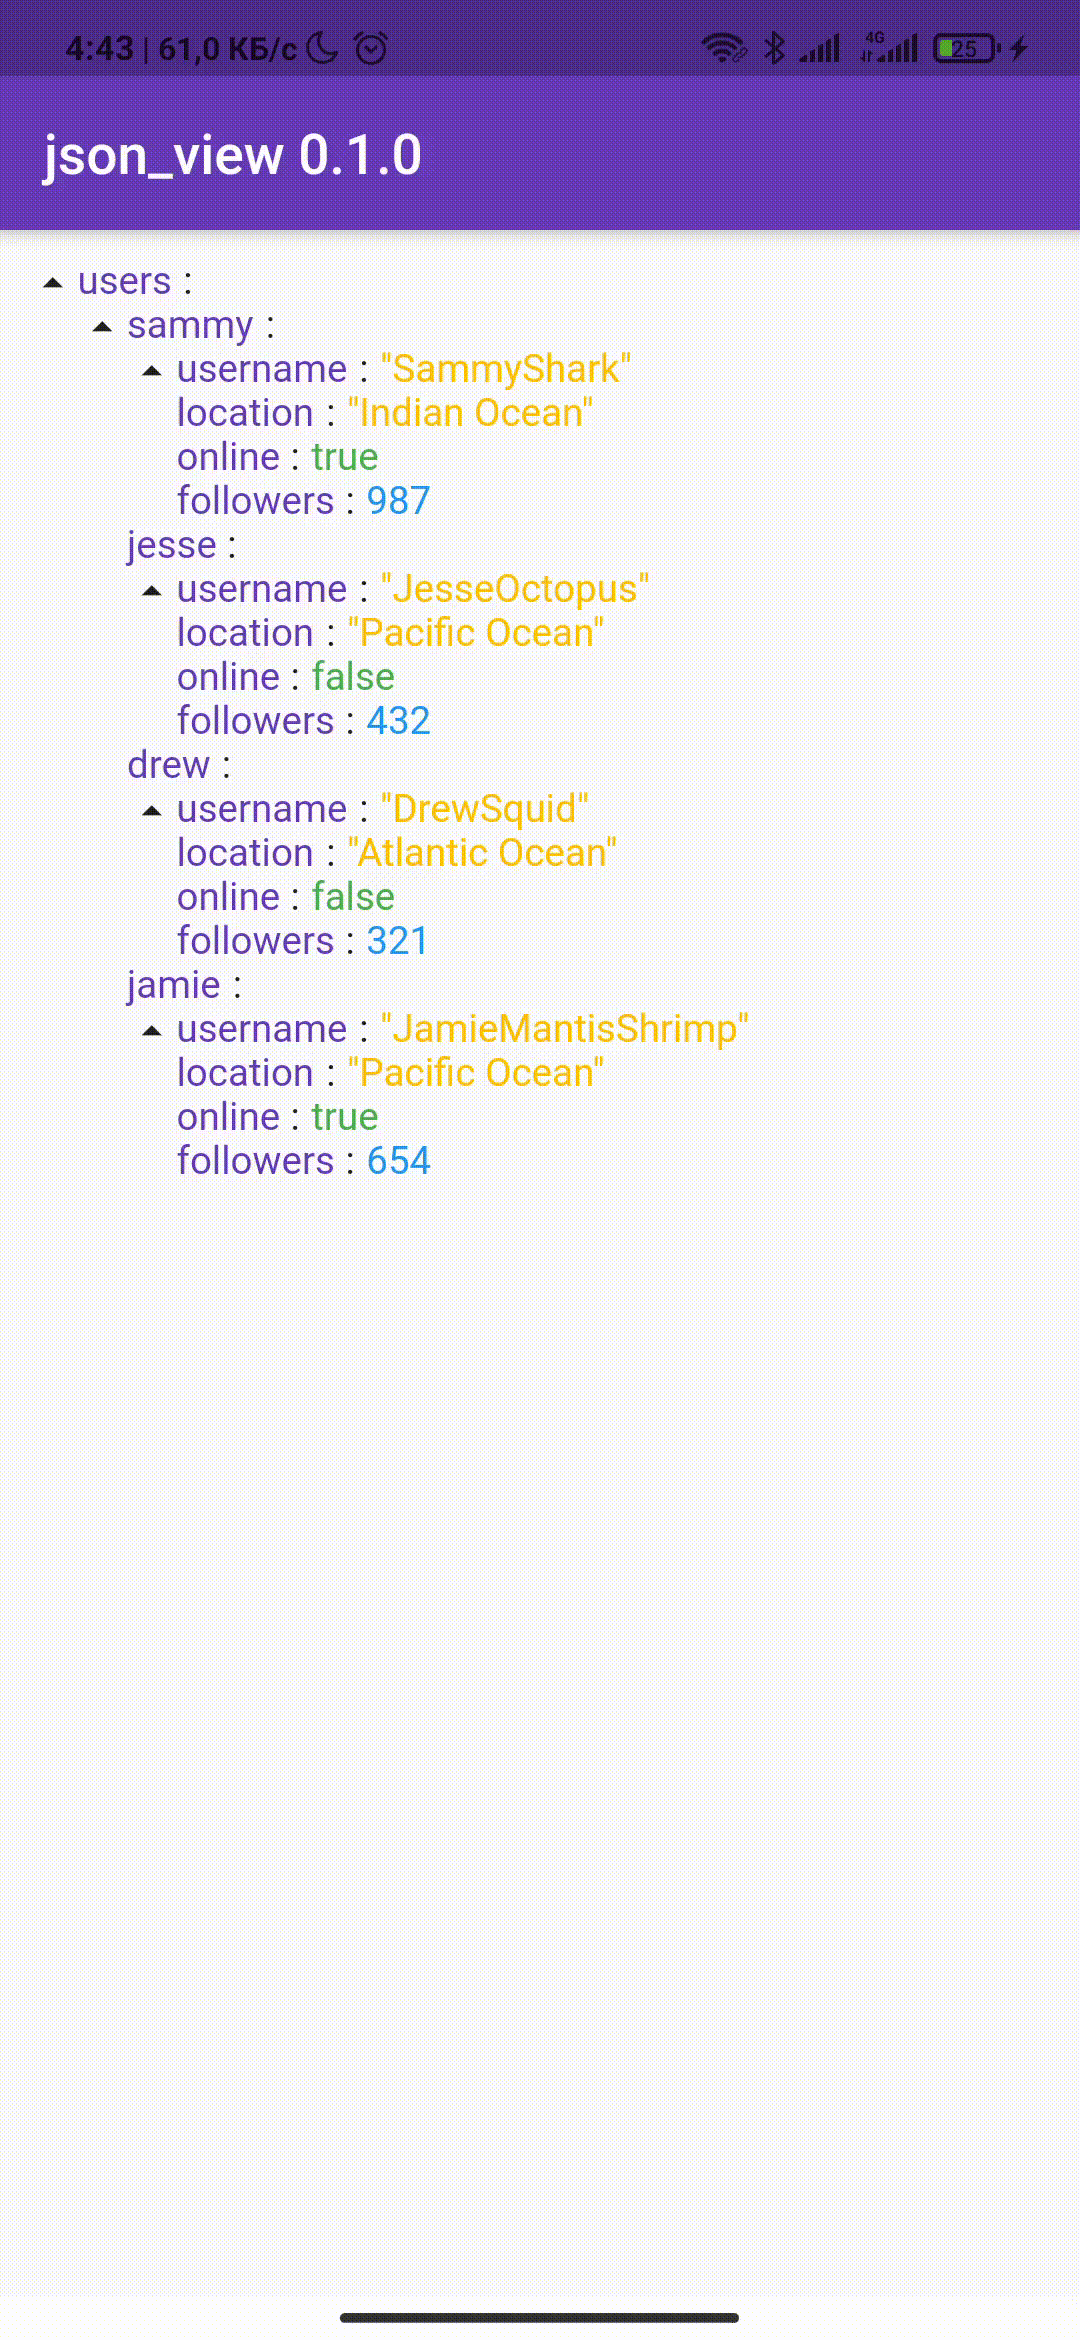 4:43 | 61,0 КБ/с 4G 25
json_view 0.1.0
users :
sammy :
username : "SammyShark"
location : "Indian Ocean"
online : true
followers : 987
jesse :
username : "JesseOctopus"
location : "Pacific Ocean"
online : false
followers : 432
drew :
username : "DrewSquid"
location : "Atlantic Ocean"
online : false
followers : 321
jamie :
username : "JamieMantisShrimp"
location : "Pacific Ocean"
online : true
followers : 654